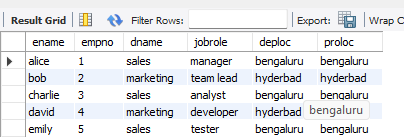 Result Grid Filter Rows: Export: Wrap C
ename empno dname jobrole deploc proloc
alice 1 sales manager bengaluru bengaluru
bob 2 marketing team lead hyderbad hyderbad
charlie 3 sales analyst bengaluru bengaluru
david 4 marketing developer hyderbad bengaluru
emily 5 sales tester bengaluru bengaluru